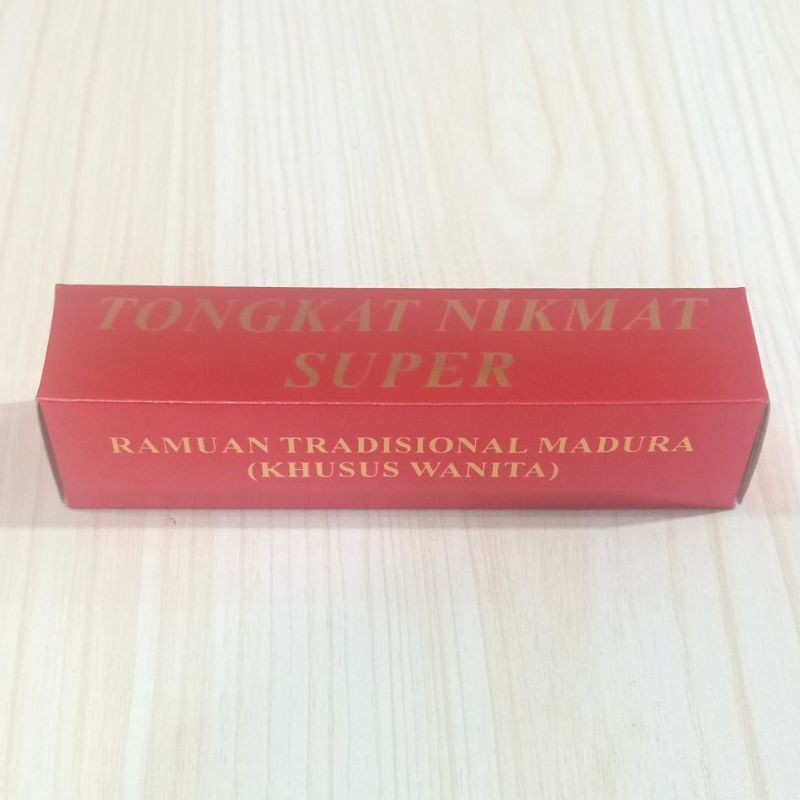 TONGKAT NIKMAT
SUPER
RAMUAN TRADISIONAL MADURA
(KHUSUS WANITA)